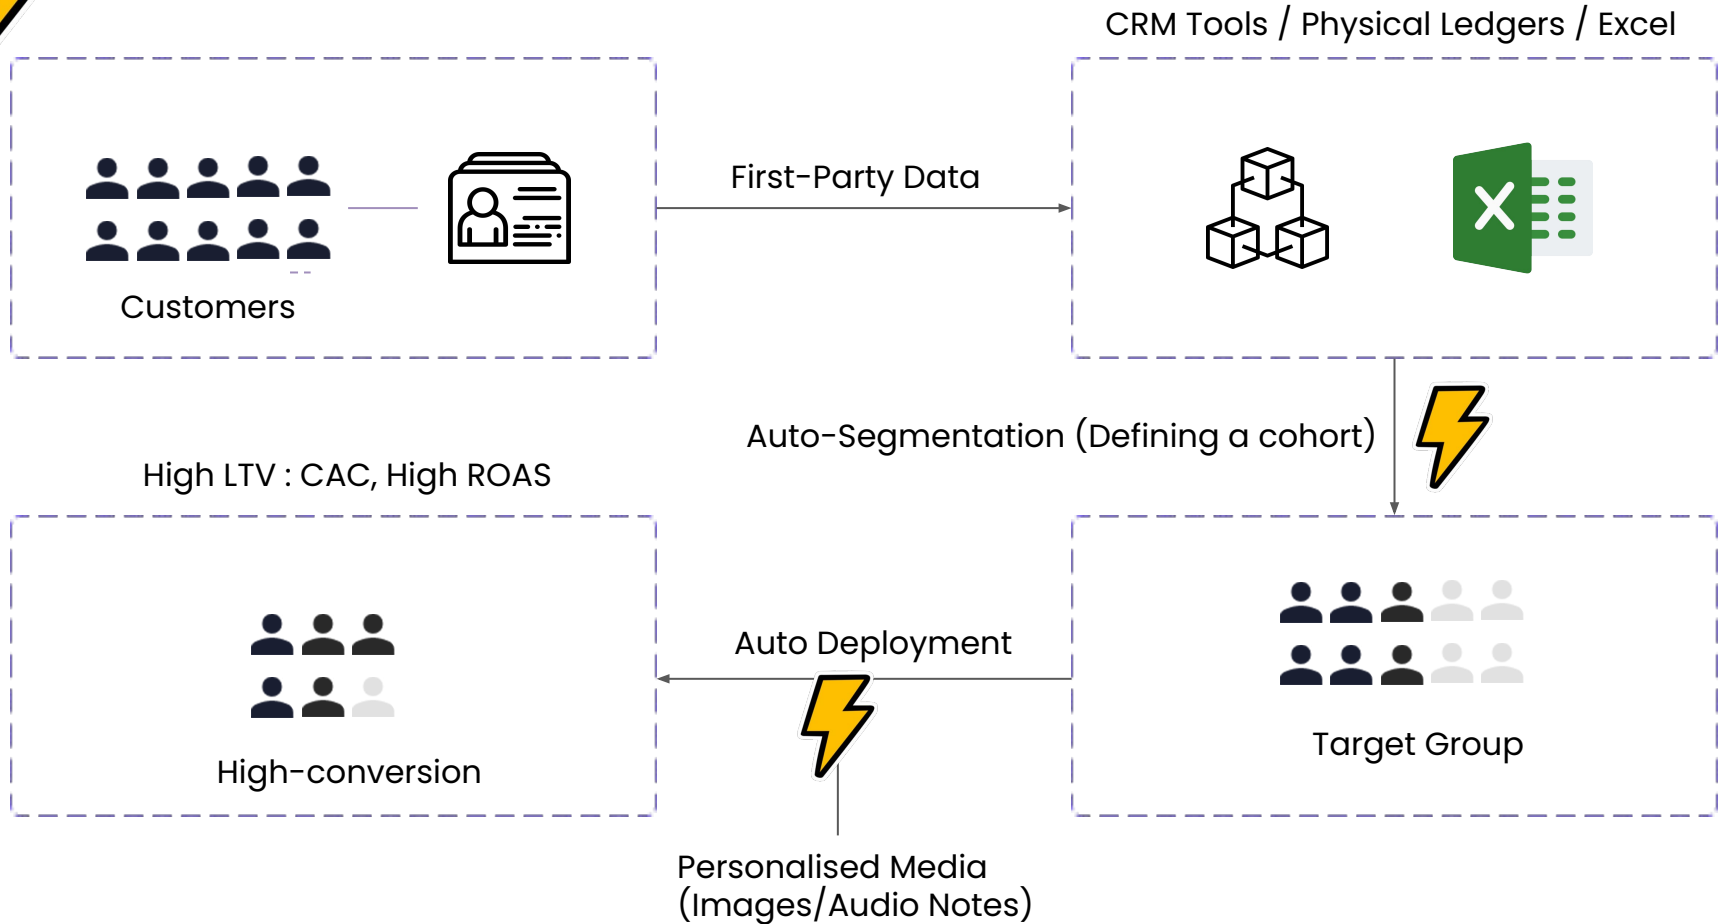 CRM Tools / Physical Ledgers / Excel
First-Party Data
X
Customers
Auto-Segmentation (Defining a cohort)
High LTV : CAC, High ROAS
Auto Deployment
Target Group
High-conversion
Personalised Media
(Images/Audio Notes)